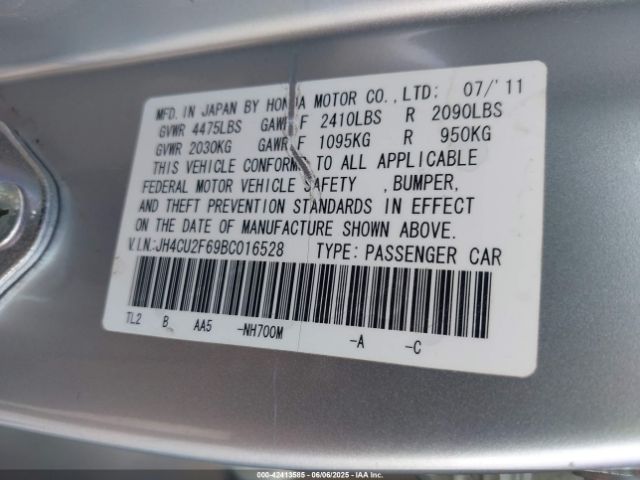 MFD. IN JAPAN BY HONDA MOTOR CO., LTD: 07/'11
GVWR 4475LBS GAWR F 2410LBS R 2090LBS
GVWR 2030KG GAWR F 1095KG R 950KG
THIS VEHICLE CONFORMS TO ALL APPLICABLE
FEDERAL MOTOR VEHICLE SAFETY ,BUMPER,
AND THEFT PREVENTION STANDARDS IN EFFECT
ON THE DATE OF MANUFACTURE SHOWN ABOVE.
V.I.N.:JH4CU2F69BC016528 TYPE: PASSENGER CAR
TL2 B AA5 -NH700M -A -C
000-42413585 - 06/06/2025 - IAA Inc.